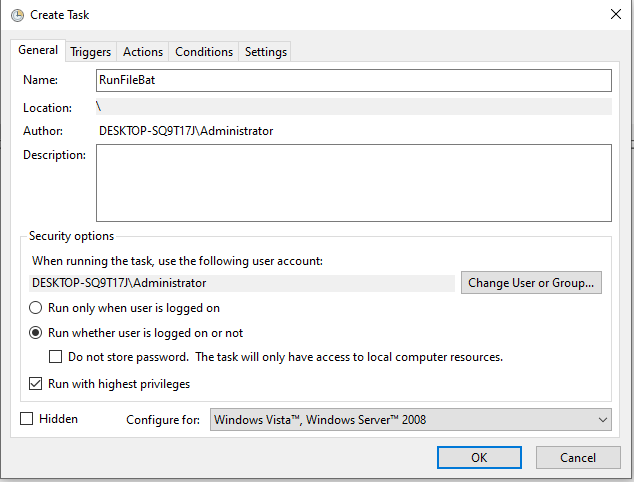 Create Task
General Triggers Actions Conditions Settings
Name: RunFileBat
Location: \
Author: DESKTOP-SQ9T17J\Administrator
Description:
Security options
When running the task, use the following user account:
DESKTOP-SQ9T17J\Administrator Change User or Group...
Run only when user is logged on
Run whether user is logged on or not
Do not store password. The task will only have access to local computer resources.
Run with highest privileges
Hidden Configure for: Windows Vista™, Windows Server™ 2008
OK Cancel